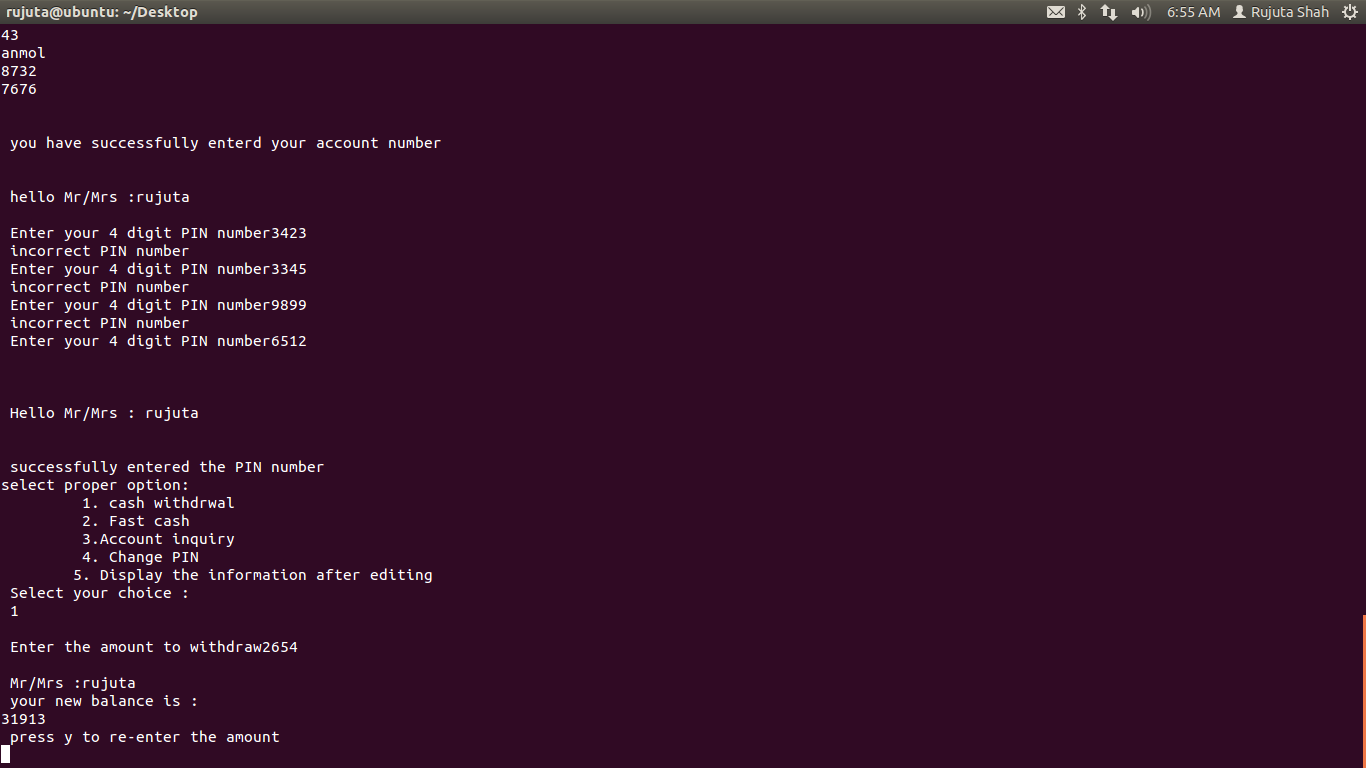 rujuta@ubuntu: ~/Desktop 6:55 AM Rujuta Shah
43
anmol
8732
7676
you have successfully enterd your account number
hello Mr/Mrs :rujuta
Enter your 4 digit PIN number3423
incorrect PIN number
Enter your 4 digit PIN number3345
incorrect PIN number
Enter your 4 digit PIN number9899
incorrect PIN number
Enter your 4 digit PIN number6512
Hello Mr/Mrs : rujuta
successfully entered the PIN number
select proper option:
1. cash withdrwal
2. Fast cash
3.Account inquiry
4. Change PIN
5. Display the information after editing
Select your choice :
1
Enter the amount to withdraw2654
Mr/Mrs :rujuta
your new balance is :
31913
press y to re-enter the amount